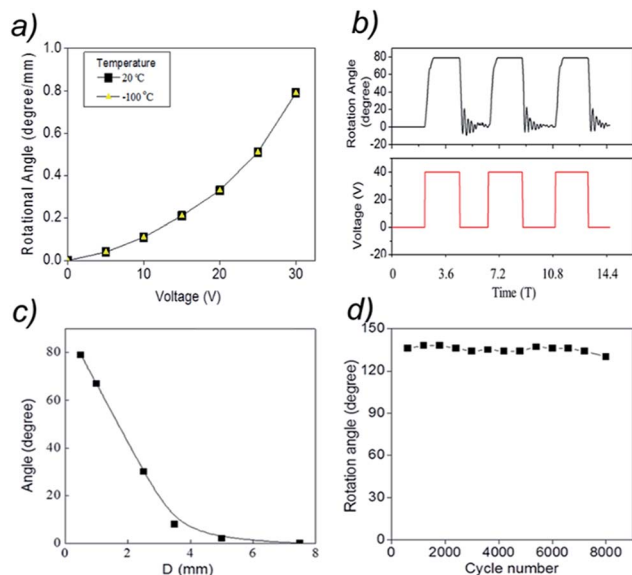 a)
Rotational Angle (degree/mm)
1.0
0.8
0.6
0.4
0.2
0.0
Temperature
20 °C
-100 °C
0 5 10 15 20 25 30
Voltage (V)
b)
Rotation Angle
(degree)
100
80
60
40
20
0
-20
Voltage (V)
40
20
0
-20
0 3.6 7.2 10.8 14.4
Time (T)
c)
Angle (degree)
80
60
40
20
0
0 2 4 6 8
D (mm)
d)
Rotation angle (degree)
150
120
90
60
30
0
2000 4000 6000 8000
Cycle number